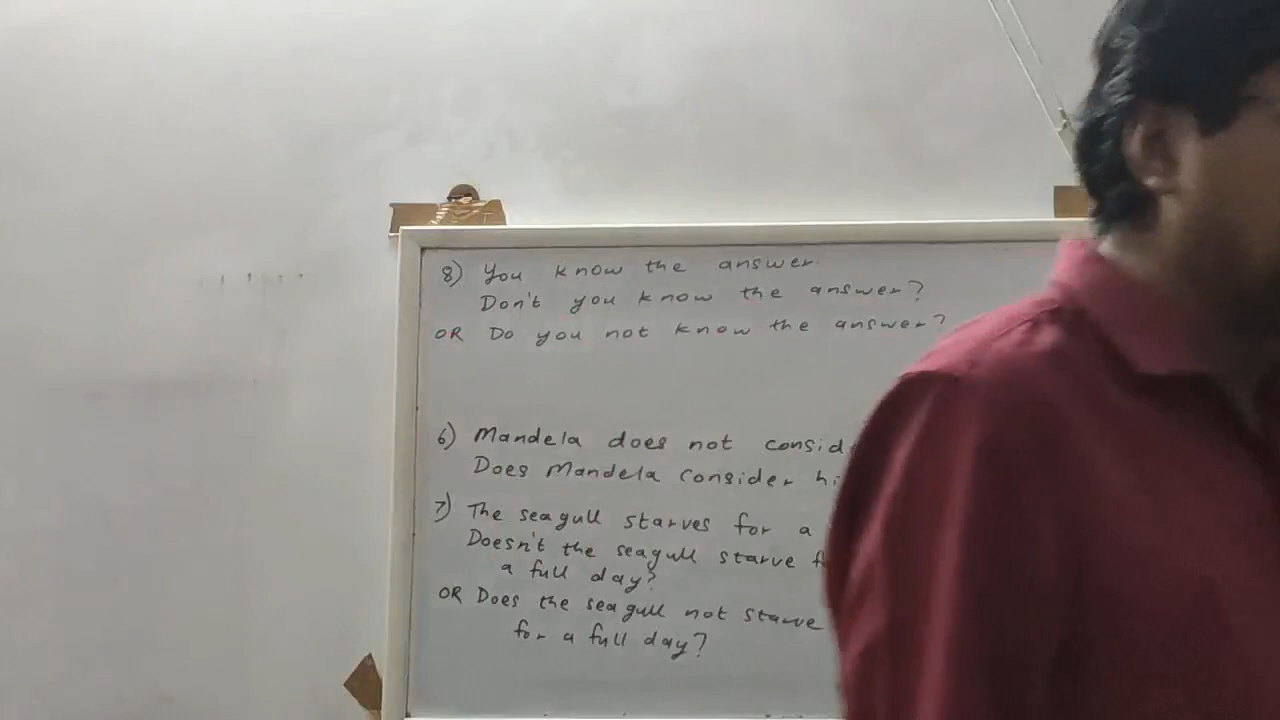 8) You know the answer.
Don't you know the answer?
OR Do you not know the answer?
6) Mandela does not
Does Mandela consider
7) The seagull starves for a
Doesn't the seagull starve
a full day?
OR Does the seagull not starve
for a full day?